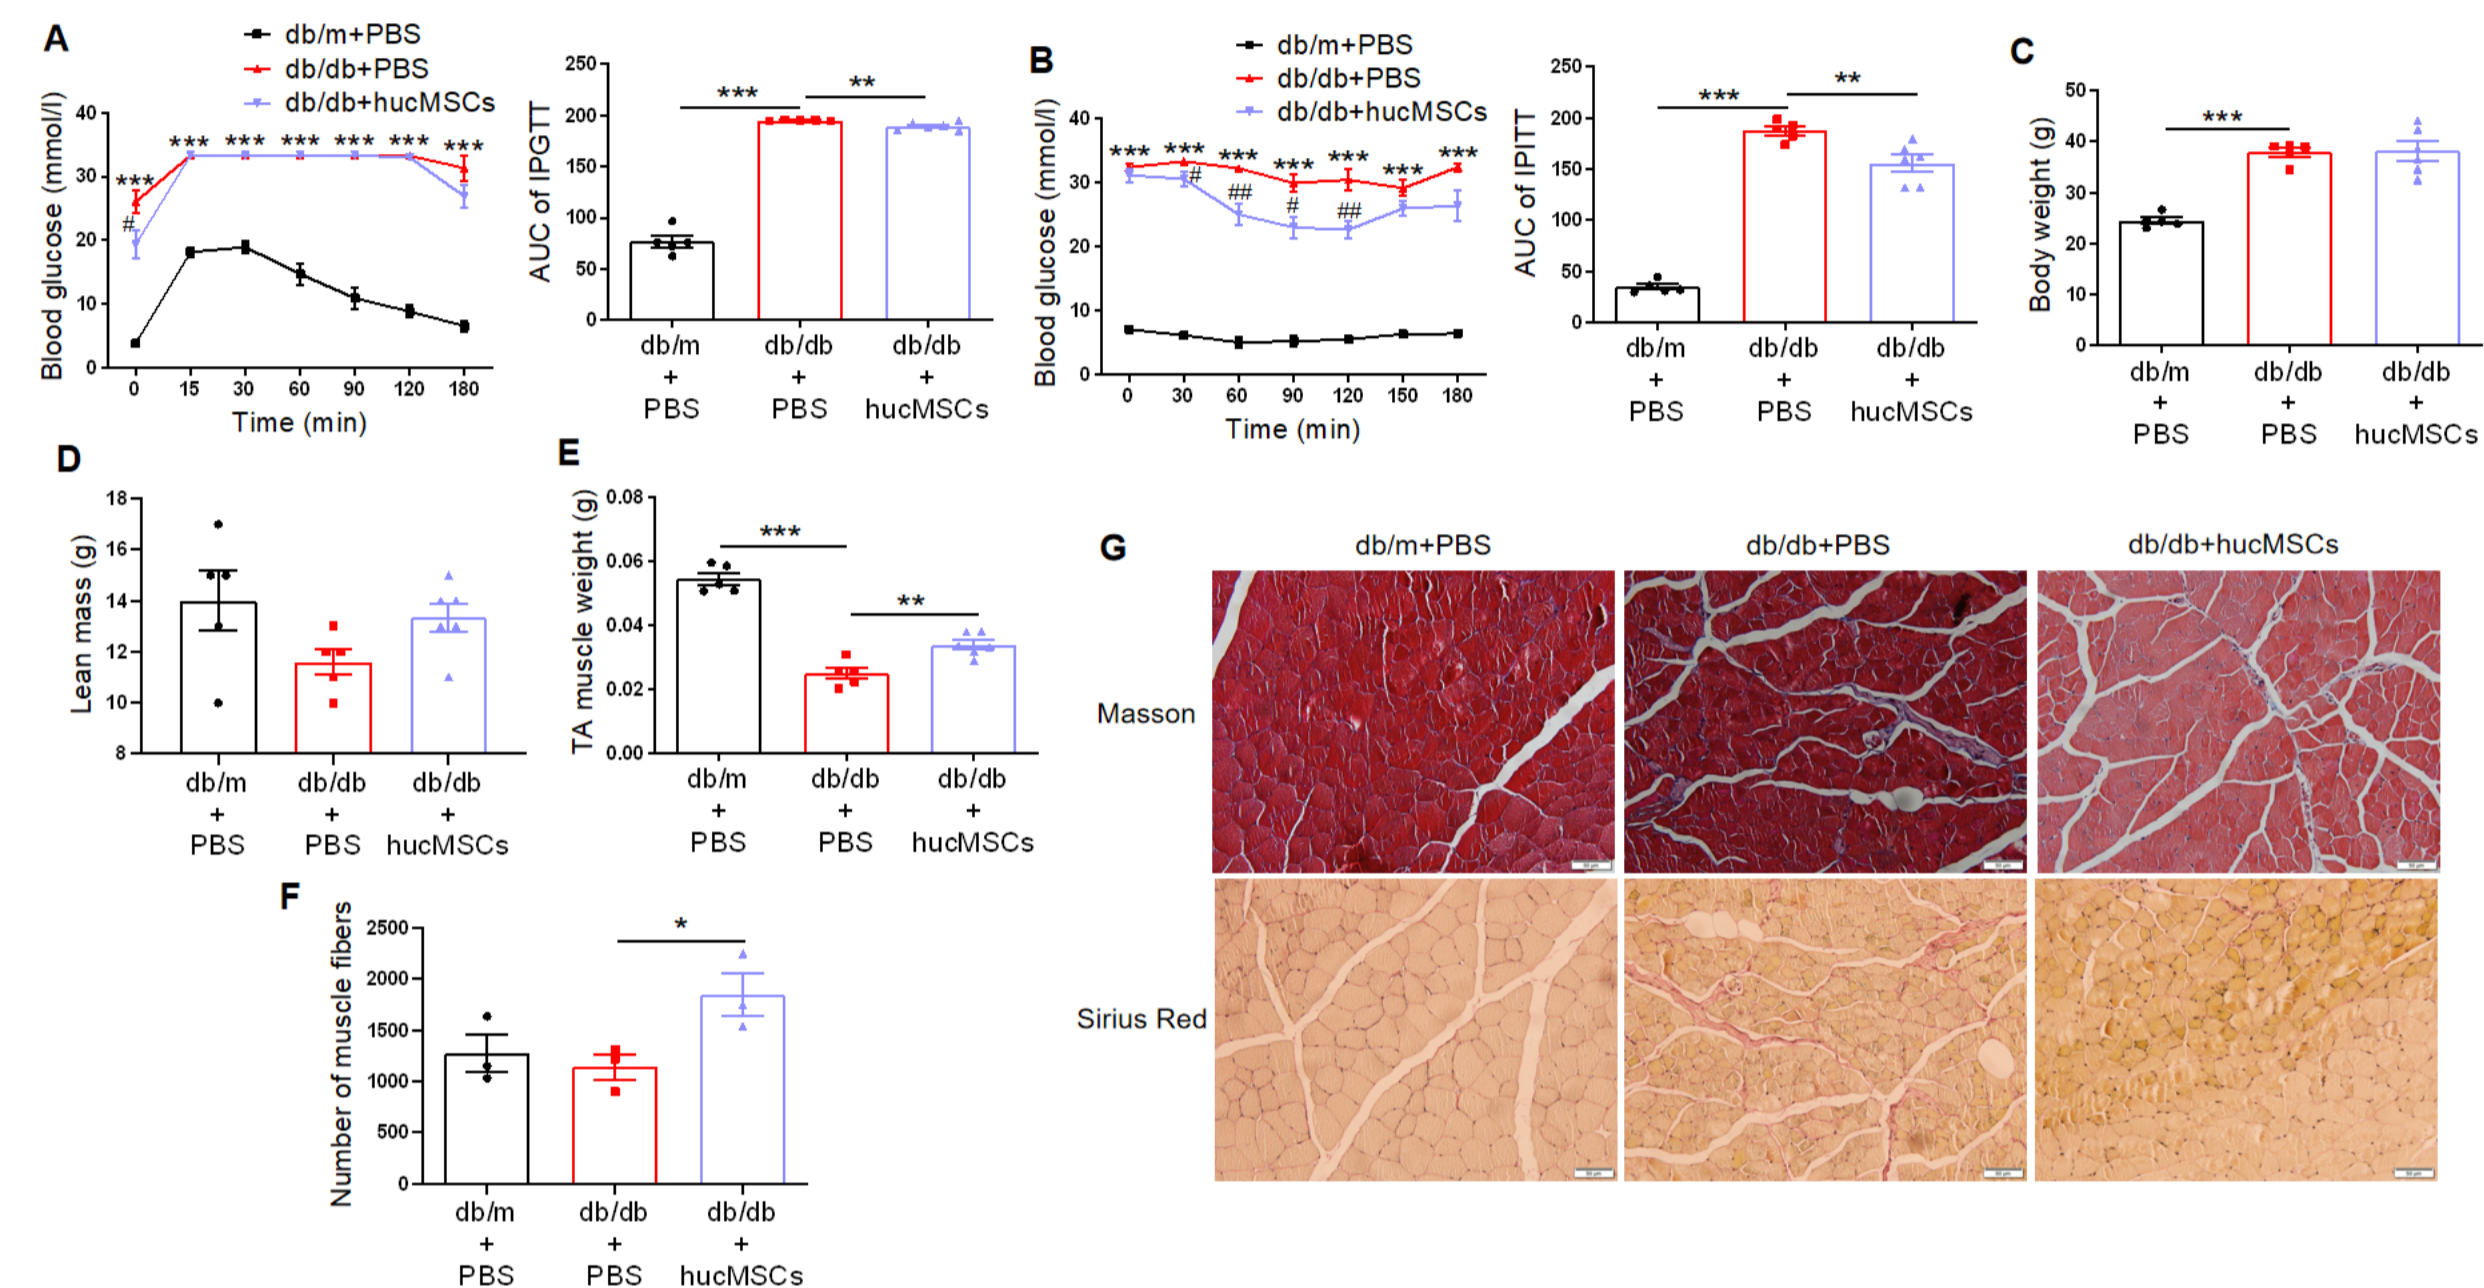 A
db/m+PBS
db/db+PBS
db/db+hucMSCs
Blood glucose (mmol/l)
40
30
20
10
0
*** *** *** *** *** *** ***
#
0 15 30 60 90 120 180
Time (min)
AUC of IPGTT
250
200
150
100
50
0
*** **
db/m db/db db/db
+ + +
PBS PBS hucMSCs
B
db/m+PBS
db/db+PBS
db/db+hucMSCs
Blood glucose (mmol/l)
40
30
20
10
0
*** *** *** *** *** *** ***
# ## # ##
0 30 60 90 120 150 180
Time (min)
AUC of IPITT
250
200
150
100
50
0
*** **
db/m db/db db/db
+ + +
PBS PBS hucMSCs
C
Body weight (g)
50
40
30
20
10
0
***
db/m db/db db/db
+ + +
PBS PBS hucMSCs
D
Lean mass (g)
18
16
14
12
10
8
db/m db/db db/db
+ + +
PBS PBS hucMSCs
E
TA muscle weight (g)
0.08
0.06
0.04
0.02
0.00
*** **
db/m db/db db/db
+ + +
PBS PBS hucMSCs
F
Number of muscle fibers
2500
2000
1500
1000
500
0
*
db/m db/db db/db
+ + +
PBS PBS hucMSCs
G
db/m+PBS db/db+PBS db/db+hucMSCs
Masson
Sirius Red